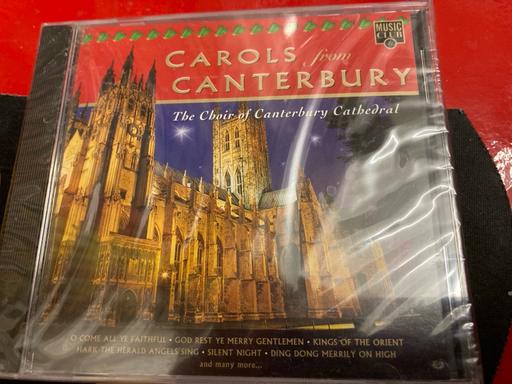 MUSIC
CLUB
CAROLS from
CANTERBURY
The Choir of Canterbury Cathedral
O COME ALL YE FAITHFUL • GOD REST YE MERRY GENTLEMEN • KINGS OF THE ORIENT
HARK THE HERALD ANGELS SING • SILENT NIGHT • DING DONG MERRILY ON HIGH
and many more...